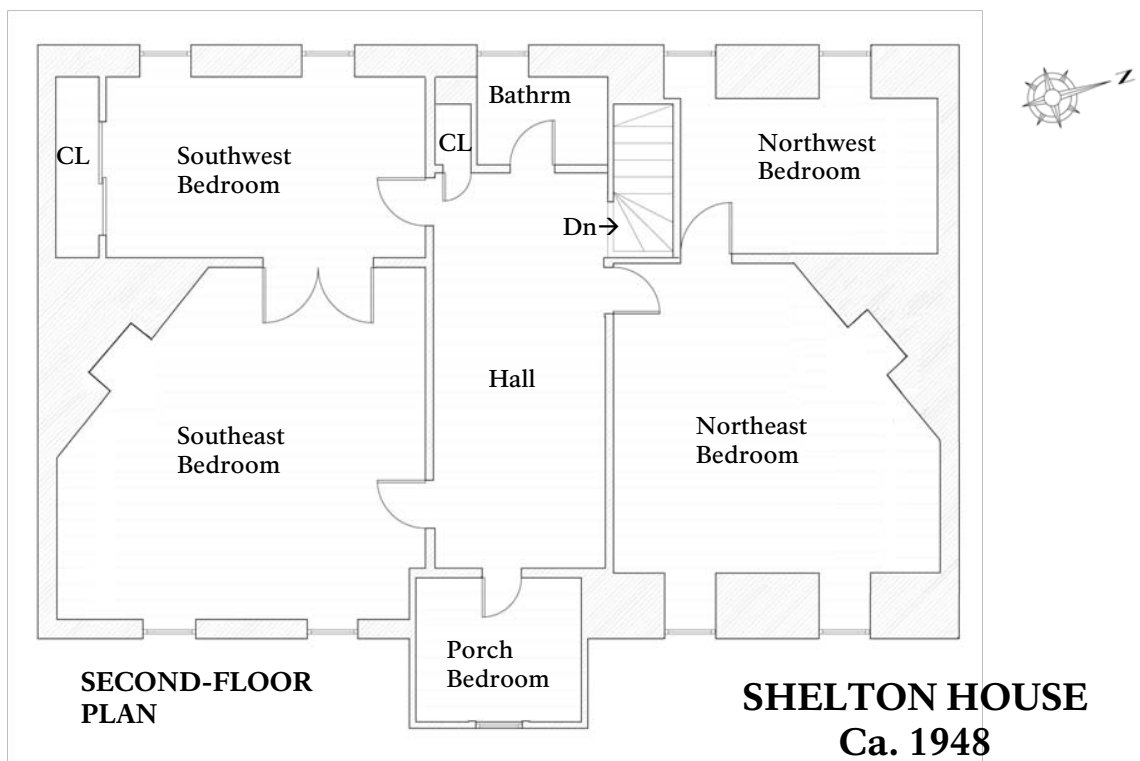 Bathrm
N
CL
Southwest
Bedroom
CL
Northwest
Bedroom
Dn→
Hall
Southeast
Bedroom
Northeast
Bedroom
Porch
Bedroom
SECOND-FLOOR
PLAN
SHELTON HOUSE
Ca. 1948